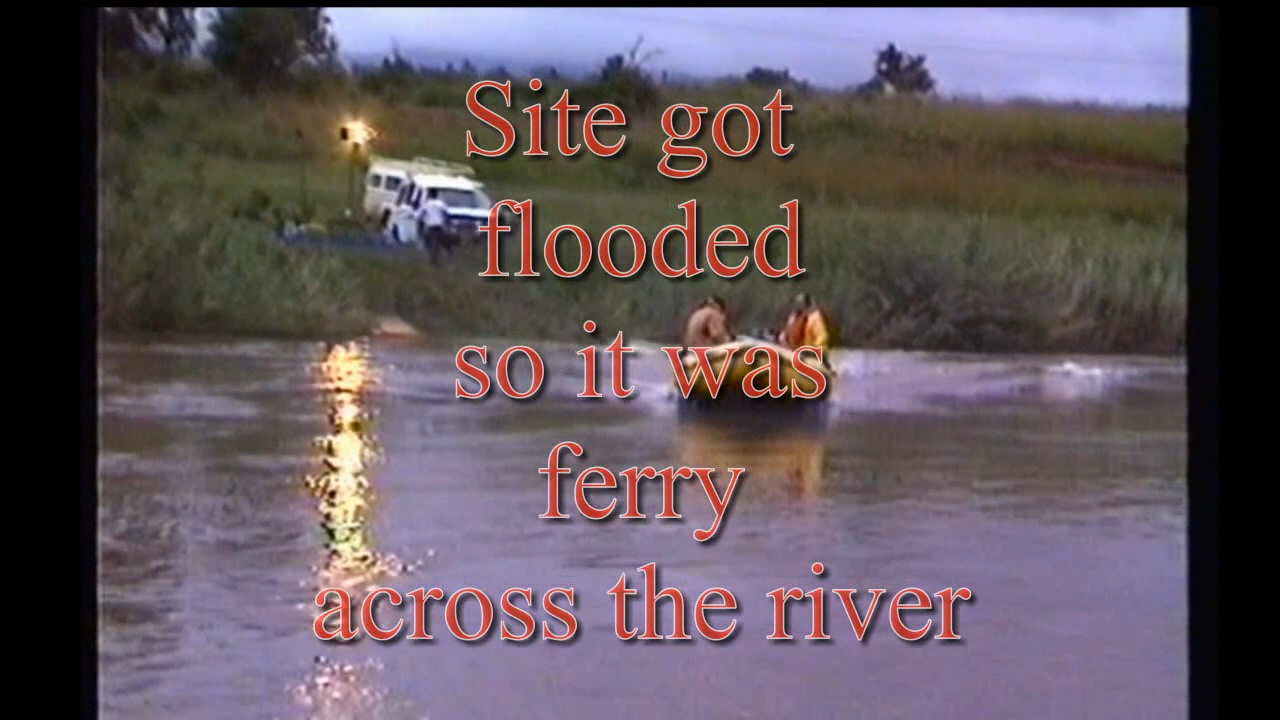 Site got
flooded
so it was
ferry
across the river